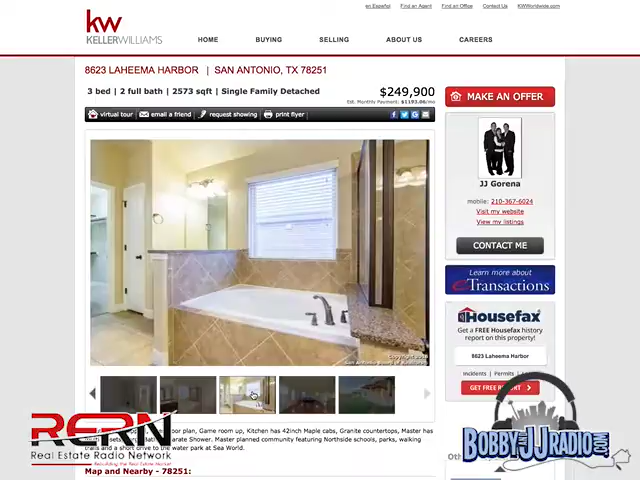 en Español Find an Agent Find an Office Contact Us KWWorldwide.com
kw
KELLERWILLIAMS
HOME BUYING SELLING ABOUT US CAREERS
8623 LAHEEMA HARBOR | SAN ANTONIO, TX 78251
3 bed | 2 full bath | 2573 sqft | Single Family Detached
$249,900
Est. Monthly Payment: $1193.06/mo
virtual tour email a friend request showing print flyer
MAKE AN OFFER
JJ Gorena
mobile: 210-367-6024
Visit my website
View my listings
CONTACT ME
Learn more about
eTransactions
Housefax
Get a FREE Housefax history
report on this property!
8623 Laheema Harbor
Incidents | Permits
GET FREE REPORT
floor plan, Game room up, Kitchen has 42inch Maple cabs, Granite countertops, Master has
Shower. Master planned community featuring Northside schools, parks, walking
trails and a short drive to the water park at Sea World.
Map and Nearby - 78251:
RERN
Real Estate Radio Network
Rebuilding the Real Estate Market
BOBBY AND JJ RADIO.COM